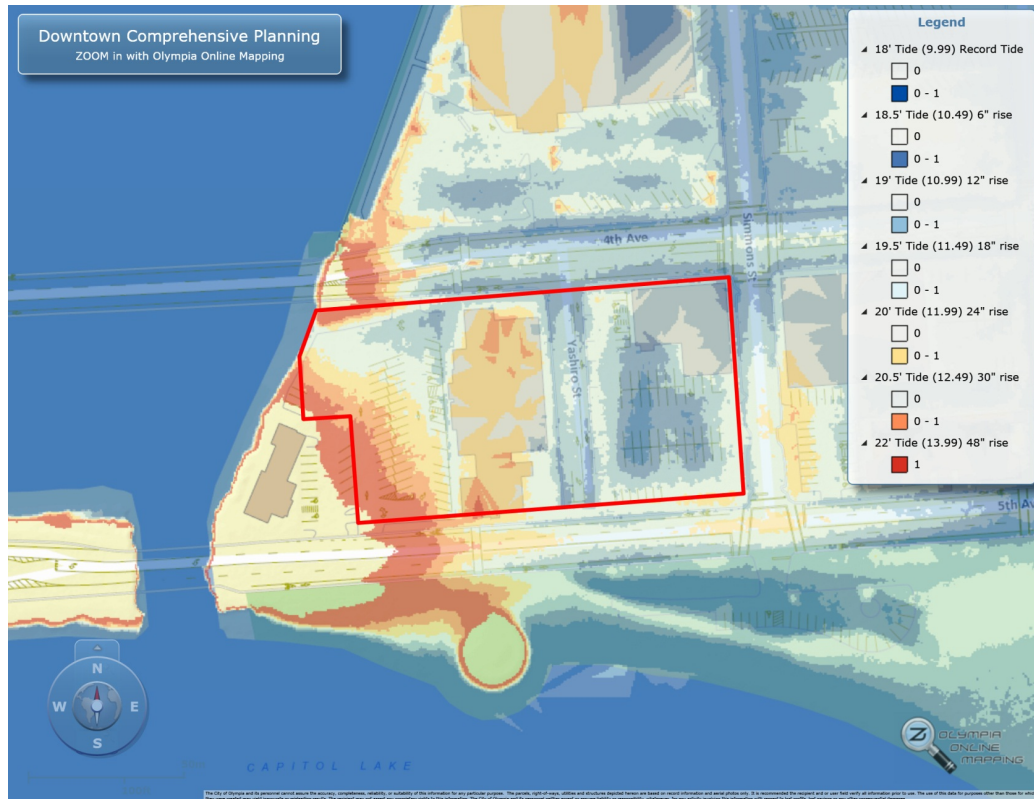 Downtown Comprehensive Planning
ZOOM in with Olympia Online Mapping
Legend
18' Tide (9.99) Record Tide
0
0 - 1
18.5' Tide (10.49) 6" rise
0
0 - 1
19' Tide (10.99) 12" rise
0
0 - 1
19.5' Tide (11.49) 18" rise
0
0 - 1
20' Tide (11.99) 24" rise
0
0 - 1
20.5' Tide (12.49) 30" rise
0
0 - 1
22' Tide (13.99) 48" rise
1
4th Ave
Simmons St
Yashiro St
5th Av
N
W E
S
CAPITOL LAKE
Z OLYMPIA
ONLINE
MAPPING